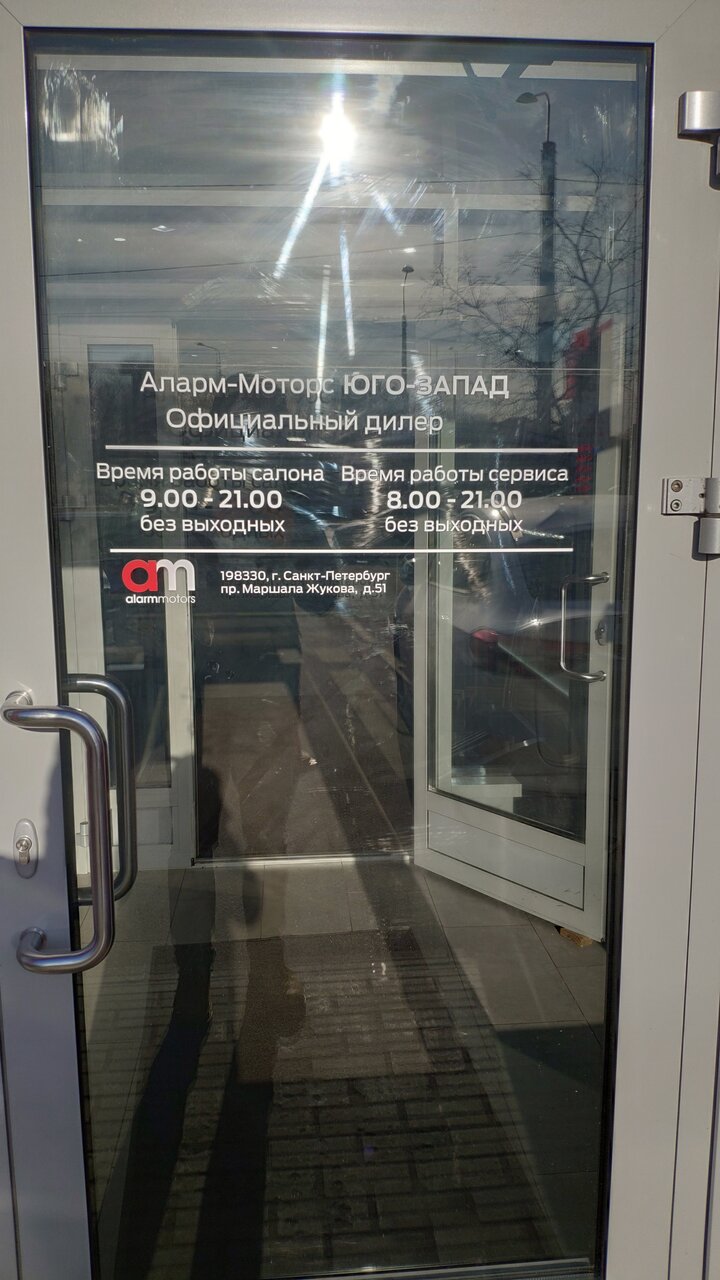 Аларм-Моторс ЮГО-ЗАПАД
Официальный дилер
Время работы салона
9.00 - 21.00
без выходных
Время работы сервиса
8.00 - 21.00
без выходных
am
alarmmotors
198330, г. Санкт-Петербург
пр. Маршала Жукова, д.51